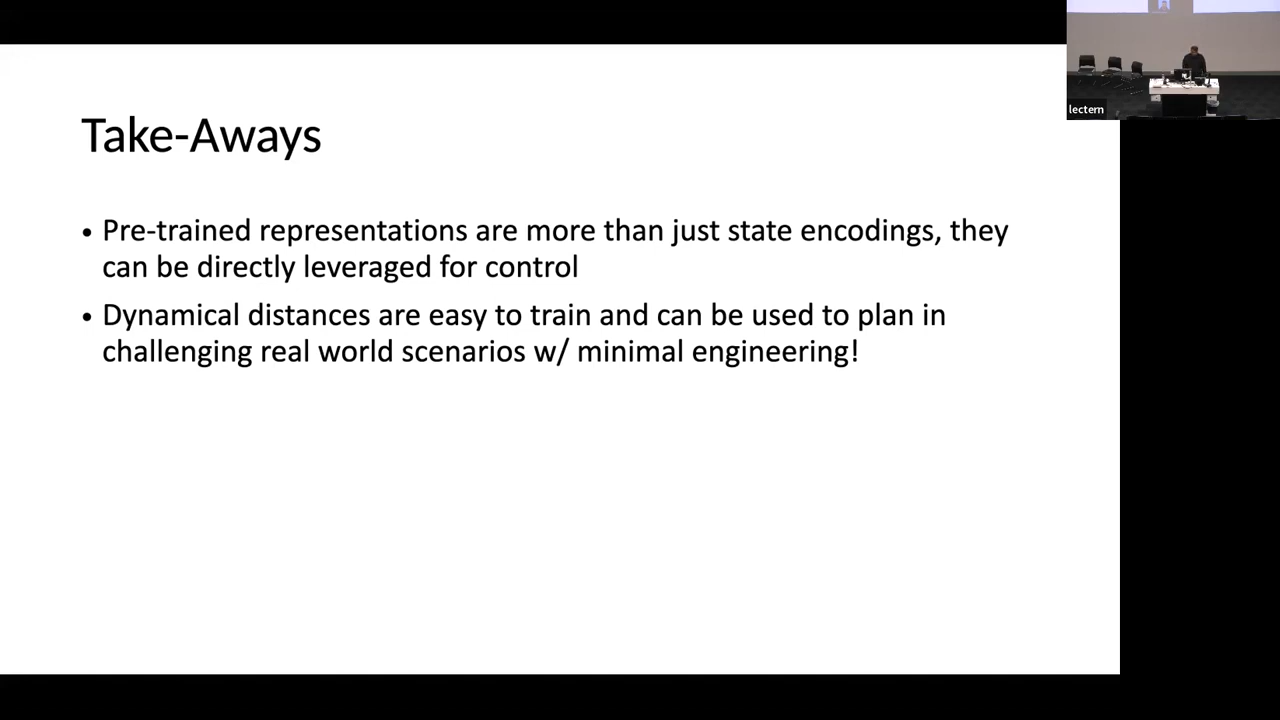 Take-Aways
• Pre-trained representations are more than just state encodings, they
can be directly leveraged for control
• Dynamical distances are easy to train and can be used to plan in
challenging real world scenarios w/ minimal engineering!
lectern